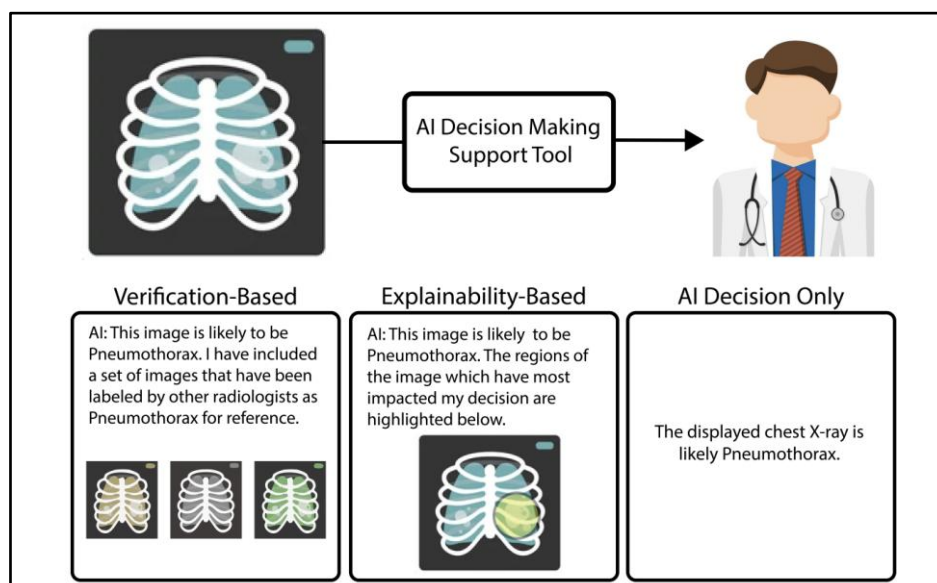 AI Decision Making
Support Tool
Verification-Based
AI: This image is likely to be
Pneumothorax. I have included
a set of images that have been
labeled by other radiologists as
Pneumothorax for reference.
Explainability-Based
AI: This image is likely to be
Pneumothorax. The regions of
the image which have most
impacted my decision are
highlighted below.
AI Decision Only
The displayed chest X-ray is
likely Pneumothorax.